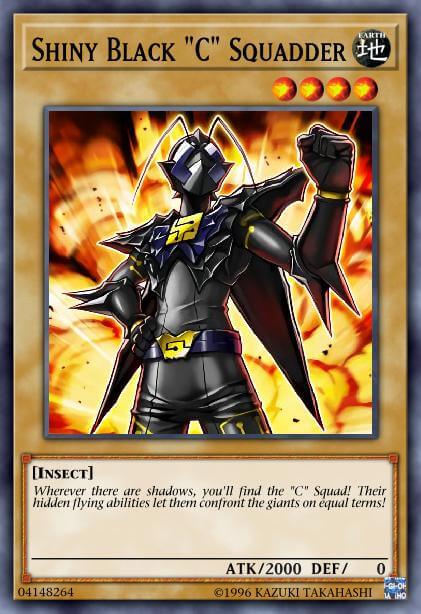 Shiny Black "C" Squadder
EARTH
地
[Insect]
Wherever there are shadows, you'll find the "C" Squad! Their
hidden flying abilities let them confront the giants on equal terms!
ATK/2000 DEF/ 0
04148264
©1996 KAZUKI TAKAHASHI